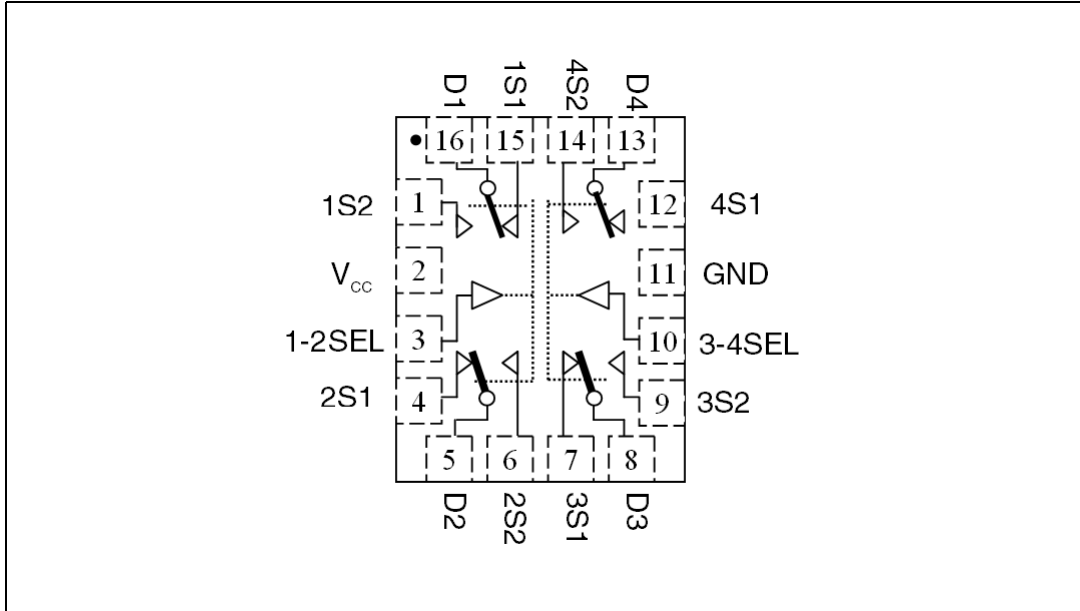 D1 1S1 4S2 D4
16 15 14 13
1S2 1 12 4S1
VCC 2 11 GND
1-2SEL 3 10 3-4SEL
2S1 4 9 3S2
5 6 7 8
D2 2S2 3S1 D3